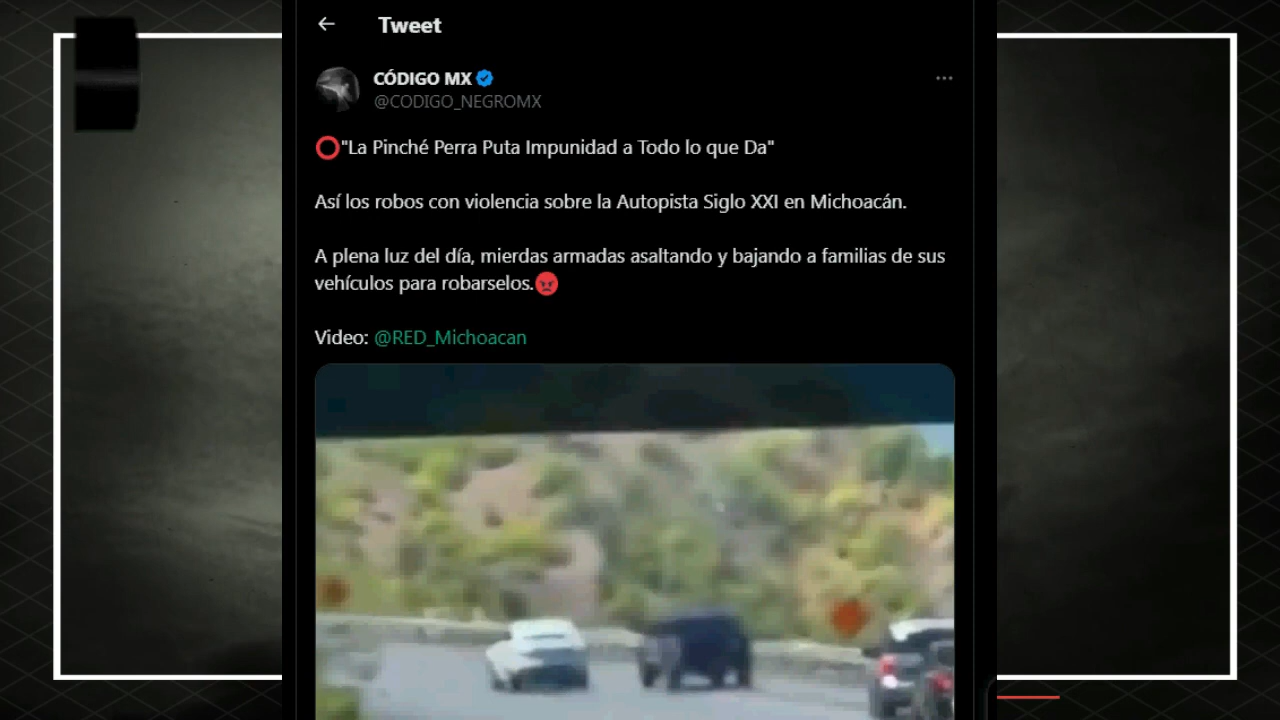 Tweet
CÓDIGO MX
@CODIGO_NEGROMX
"La Pinché Perra Puta Impunidad a Todo lo que Da"
Así los robos con violencia sobre la Autopista Siglo XXI en Michoacán.
A plena luz del día, mierdas armadas asaltando y bajando a familias de sus
vehículos para robarselos.😡
Video: @RED_Michoacan